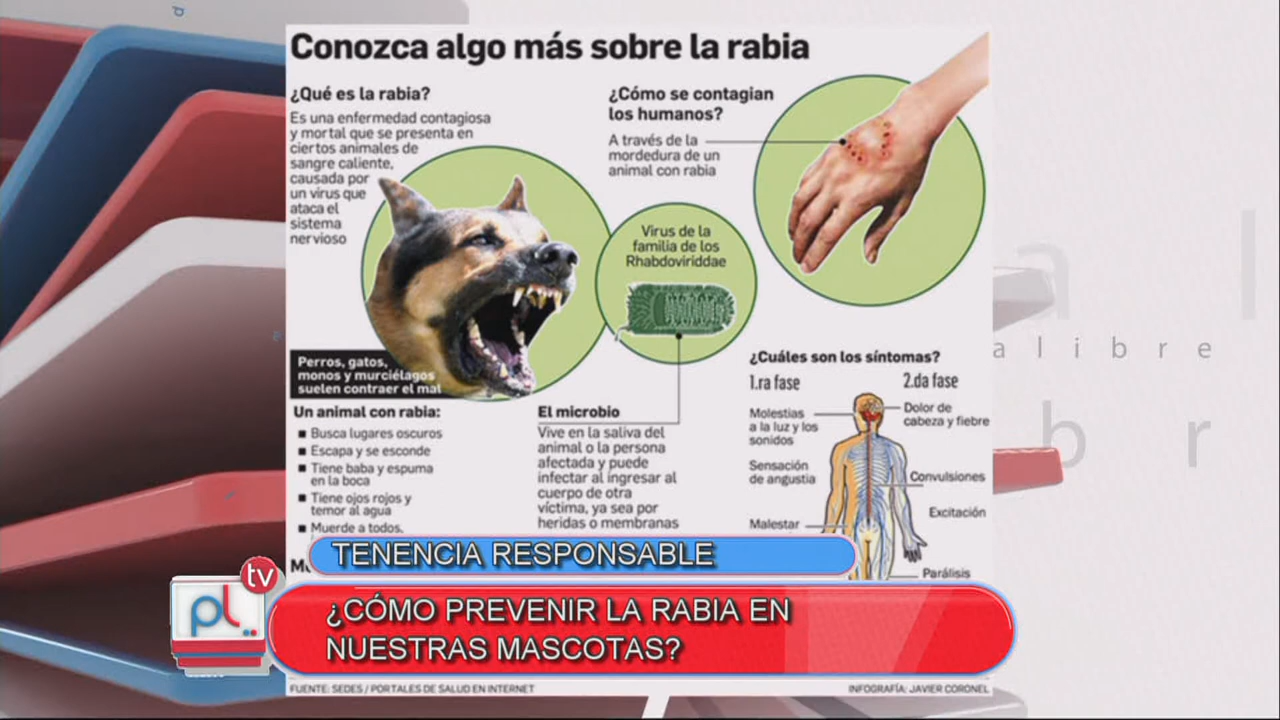 Conozca algo más sobre la rabia
¿Qué es la rabia?
Es una enfermedad contagiosa
y mortal que se presenta en
ciertos animales de
sangre caliente,
causada por
un virus que
ataca el
sistema
nervioso
¿Cómo se contagian
los humanos?
A través de la
mordedura de un
animal con rabia
Virus de la
familia de los
Rhabdoviriddae
Perros, gatos,
monos y murciélagos
suelen contraer el mal
Un animal con rabia:
Busca lugares oscuros
Escapa y se esconde
Tiene baba y espuma
en la boca
Tiene ojos rojos y
temor al agua
Muerde a todos,
El microbio
Vive en la saliva del
animal o la persona
afectada y puede
infectar al ingresar al
cuerpo de otra
víctima, ya sea por
heridas o membranas
¿Cuáles son los síntomas?
1.ra fase
2.da fase
Molestias
a la luz y los
sonidos
Sensación
de angustia
Malestar
Dolor de
cabeza y fiebre
Convulsiones
Excitación
Parálisis
a l
a l i b r e
b r
TENENCIA RESPONSABLE
pl.. tv
¿CÓMO PREVENIR LA RABIA EN
NUESTRAS MASCOTAS?
FUENTE: SEDES / PORTALES DE SALUD EN INTERNET
INFOGRAFÍA: JAVIER CORONEL